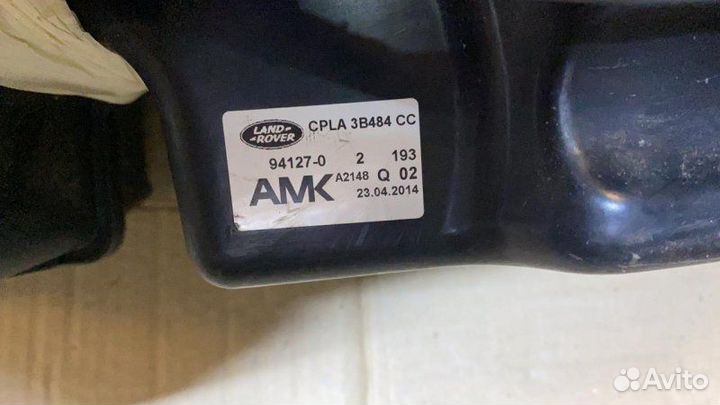 LAND-
-ROVER
CPLA 3B484 CC
94127-0 2 193
AMK A2148 Q 02
23.04.2014
Avito